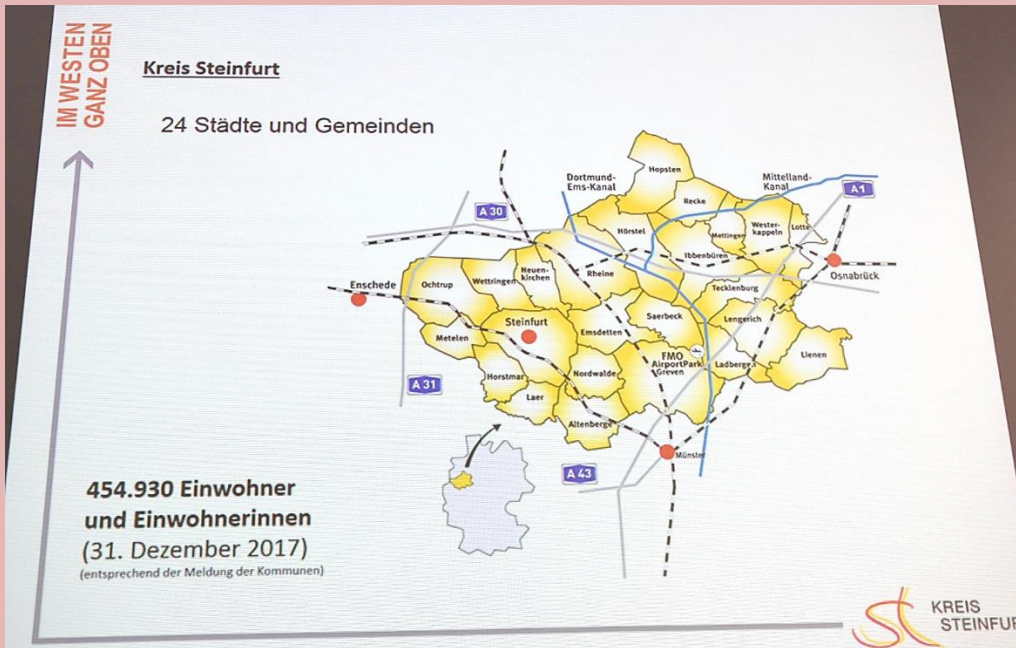 IM WESTEN
GANZ OBEN
Kreis Steinfurt
24 Städte und Gemeinden
Hopsten
Dortmund-
Ems-Kanal
Mittelland-
Kanal
A 1
Recke
A 30
Hörstel
Mettingen
Wester-
kappeln
Lotte
Ibbenbüren
Osnabrück
Neuen-
kirchen
Rheine
Wettringen
Ochtrup
Enschede
Tecklenburg
Saerbeck
Lengerich
Steinfurt
Emsdetten
Metelen
Lienen
FMO
AirportPark
Greven
Ladbergen
Horstmar
Nordwalde
A 31
Laer
Altenberge
Münster
A 43
454.930 Einwohner
und Einwohnerinnen
(31. Dezember 2017)
(entsprechend der Meldung der Kommunen)
st
KREIS
STEINFUR